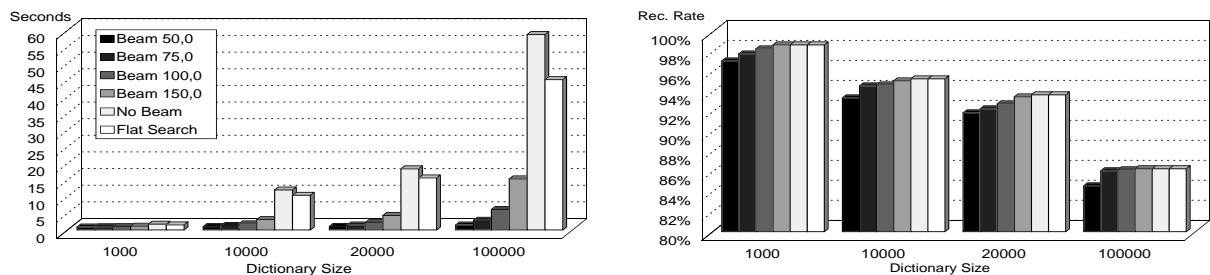 Seconds
60
55
50
45
40
35
30
25
20
15
10
5
0
Beam 50,0
Beam 75,0
Beam 100,0
Beam 150,0
No Beam
Flat Search
1000 10000 20000 100000
Dictionary Size
Rec. Rate
100%
98%
96%
94%
92%
90%
88%
86%
84%
82%
80%
1000 10000 20000 100000
Dictionary Size